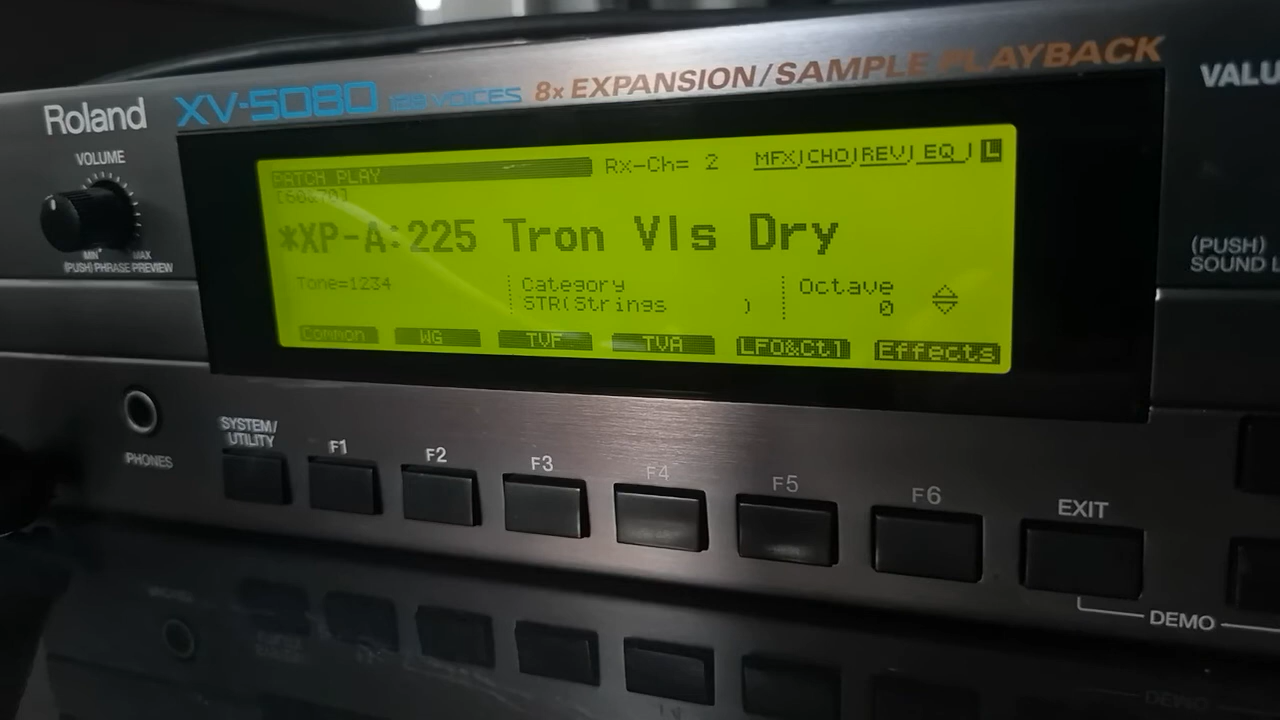 8x EXPANSION/SAMPLE PLAYBACK
VALU
Roland XV-5080 128 VOICES
VOLUME
MIN MAX
(PUSH) PHRASE PREVIEW
PATCH PLAY Rx-Ch= 2 MFX CHO REV EQ L
*XP-A:225 Tron Vls Dry
Tone=1234 Category Octave
STR(Strings ) 0
Common WG TVF TVA LFO&Ctl Effects
(PUSH)
SOUND L
PHONES
SYSTEM/
UTILITY
F1 F2 F3 F4 F5 F6 EXIT
DEMO